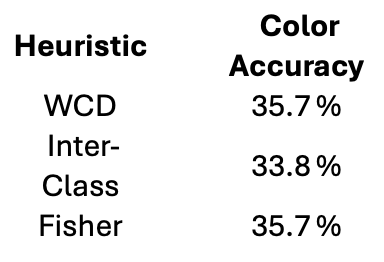 Heuristic Color
Accuracy
WCD 35.7 %
Inter-
Class 33.8 %
Fisher 35.7 %